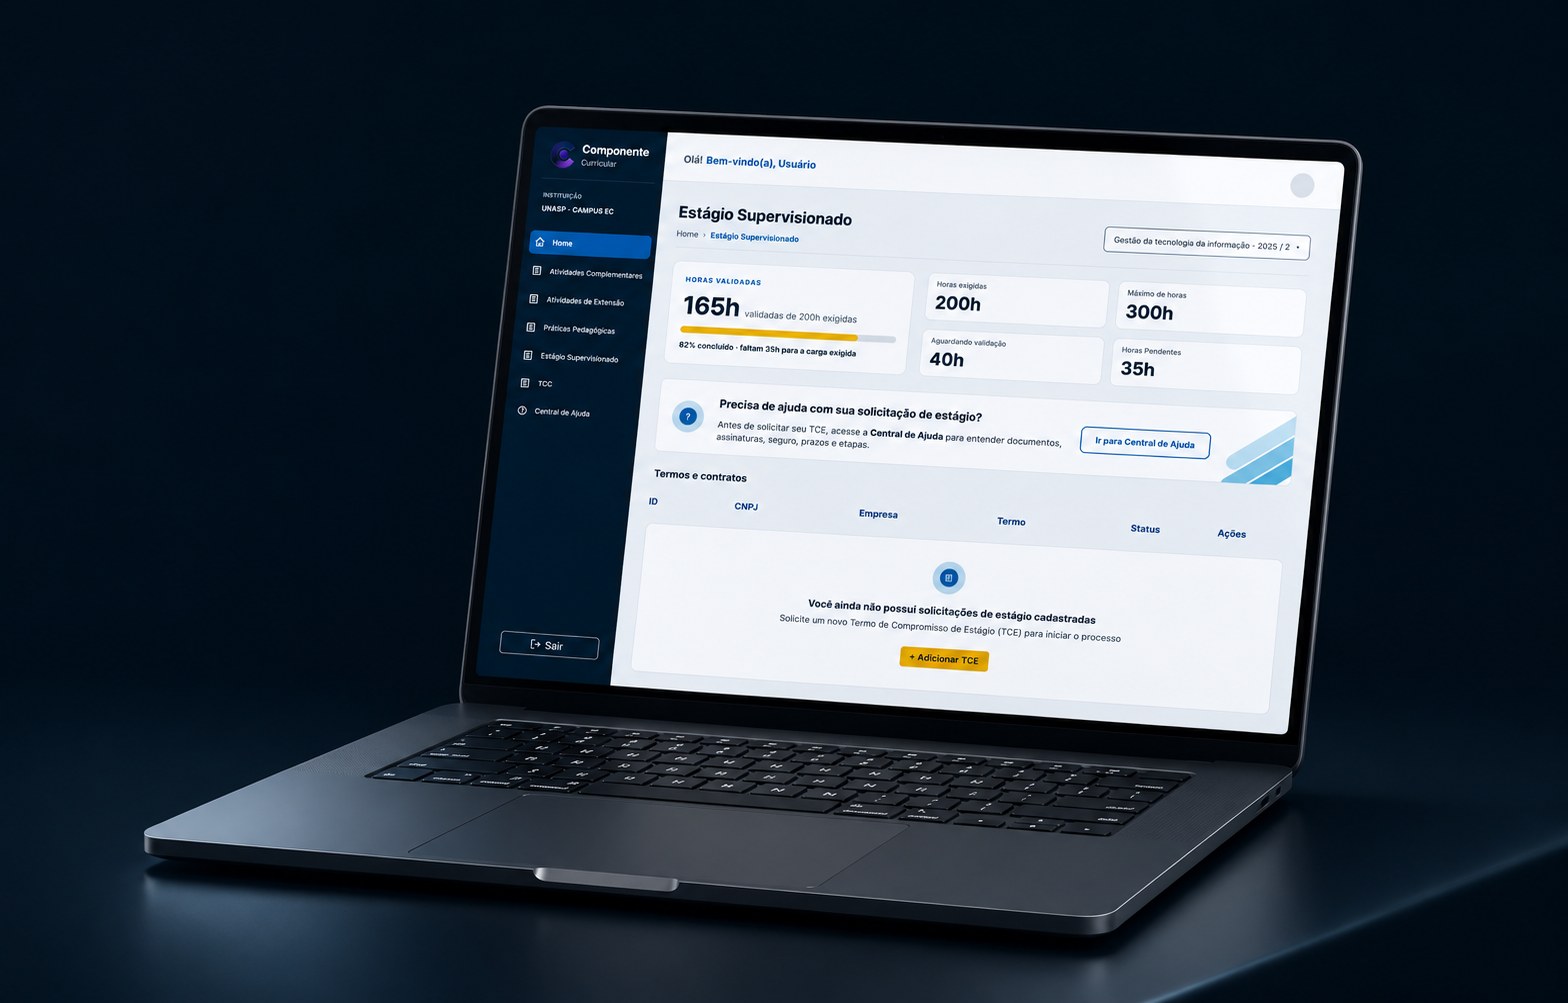 Componente
Curricular
INSTITUIÇÃO
UNASP - CAMPUS EC
Home
Atividades Complementares
Atividades de Extensão
Práticas Pedagógicas
Estágio Supervisionado
TCC
Central de Ajuda
Sair
Olá! Bem-vindo(a), Usuário
Estágio Supervisionado
Home › Estágio Supervisionado
Gestão da tecnologia da informação - 2025 / 2
HORAS VALIDADAS
165h validadas de 200h exigidas
82% concluído · faltam 35h para a carga exigida
Horas exigidas
200h
Máximo de horas
300h
Aguardando validação
40h
Horas Pendentes
35h
?
Precisa de ajuda com sua solicitação de estágio?
Antes de solicitar seu TCE, acesse a Central de Ajuda para entender documentos,
assinaturas, seguro, prazos e etapas.
Ir para Central de Ajuda
Termos e contratos
ID CNPJ Empresa Termo Status Ações
Você ainda não possui solicitações de estágio cadastradas
Solicite um novo Termo de Compromisso de Estágio (TCE) para iniciar o processo
+ Adicionar TCE